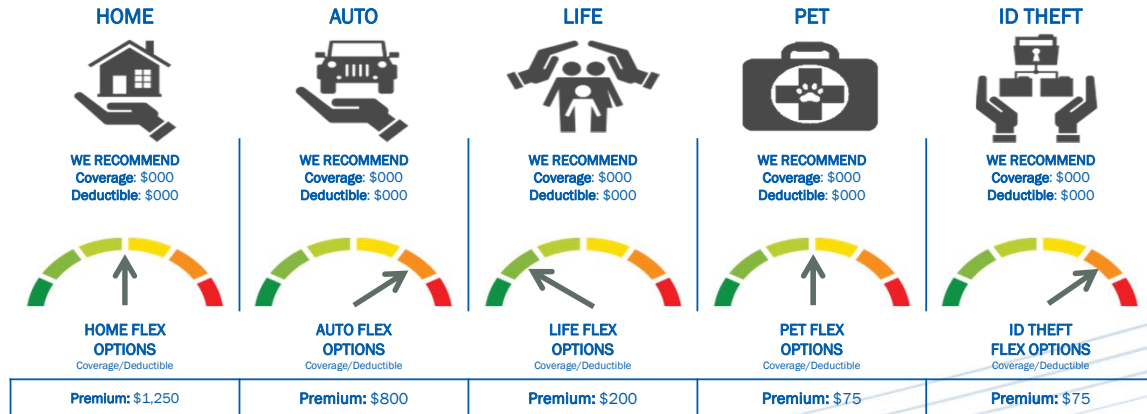 HOME
AUTO
LIFE
PET
ID THEFT
WE RECOMMEND
Coverage: $000
Deductible: $000
WE RECOMMEND
Coverage: $000
Deductible: $000
WE RECOMMEND
Coverage: $000
Deductible: $000
WE RECOMMEND
Coverage: $000
Deductible: $000
WE RECOMMEND
Coverage: $000
Deductible: $000
HOME FLEX
OPTIONS
Coverage/Deductible
AUTO FLEX
OPTIONS
Coverage/Deductible
LIFE FLEX
OPTIONS
Coverage/Deductible
PET FLEX
OPTIONS
Coverage/Deductible
ID THEFT
FLEX OPTIONS
Coverage/Deductible
Premium: $1,250
Premium: $800
Premium: $200
Premium: $75
Premium: $75